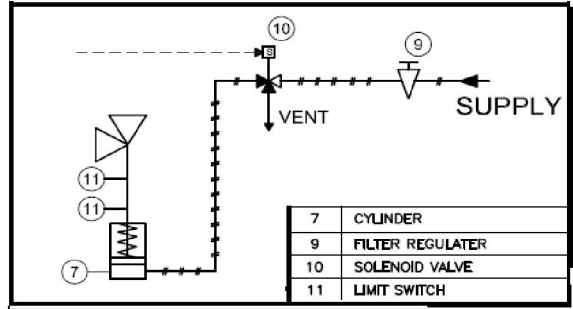 10
S
9
SUPPLY
VENT
11
11
7
7 CYLINDER
9 FILTER REGULATER
10 SOLENOID VALVE
11 LIMIT SWITCH